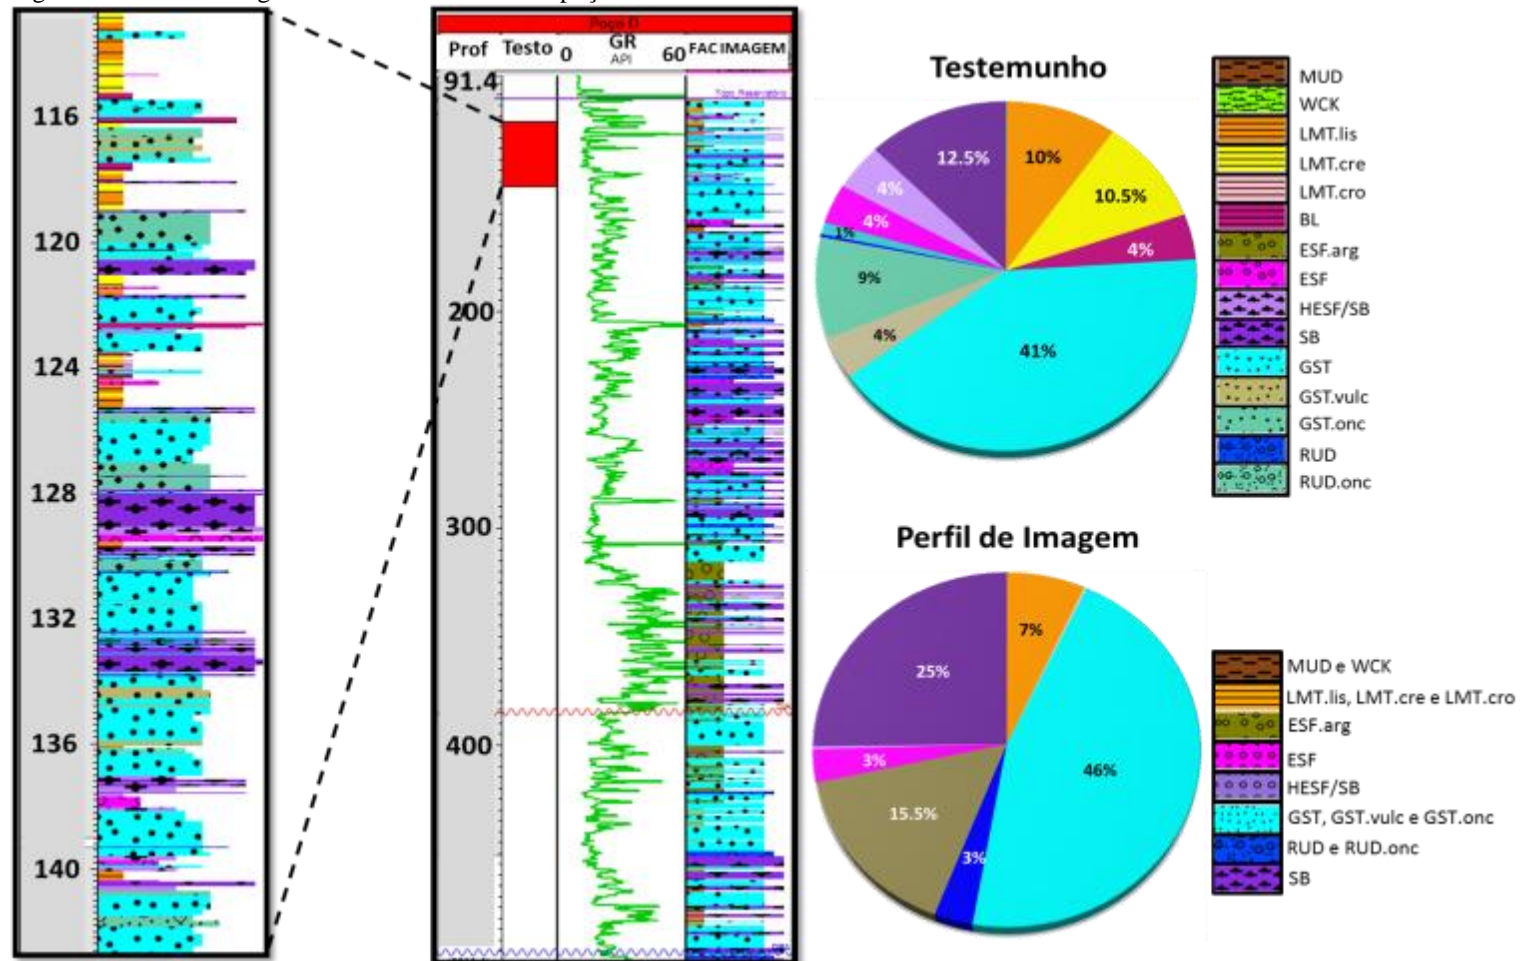 116
120
124
128
132
136
140
Poço D
Prof
Testo
0
GR
API
60
FAC IMAGEM
91.4
200
300
400
Testemunho
12.5%
10%
10.5%
4%
4%
4%
1%
9%
4%
41%
MUD
WCK
LMT.lis
LMT.cre
LMT.cro
BL
ESF.arg
ESF
HESF/SB
SB
GST
GST.vulc
GST.onc
RUD
RUD.onc
Perfil de Imagem
7%
25%
46%
3%
15.5%
3%
MUD e WCK
LMT.lis, LMT.cre e LMT.cro
ESF.arg
ESF
HESF/SB
GST, GST.vulc e GST.onc
RUD e RUD.onc
SB